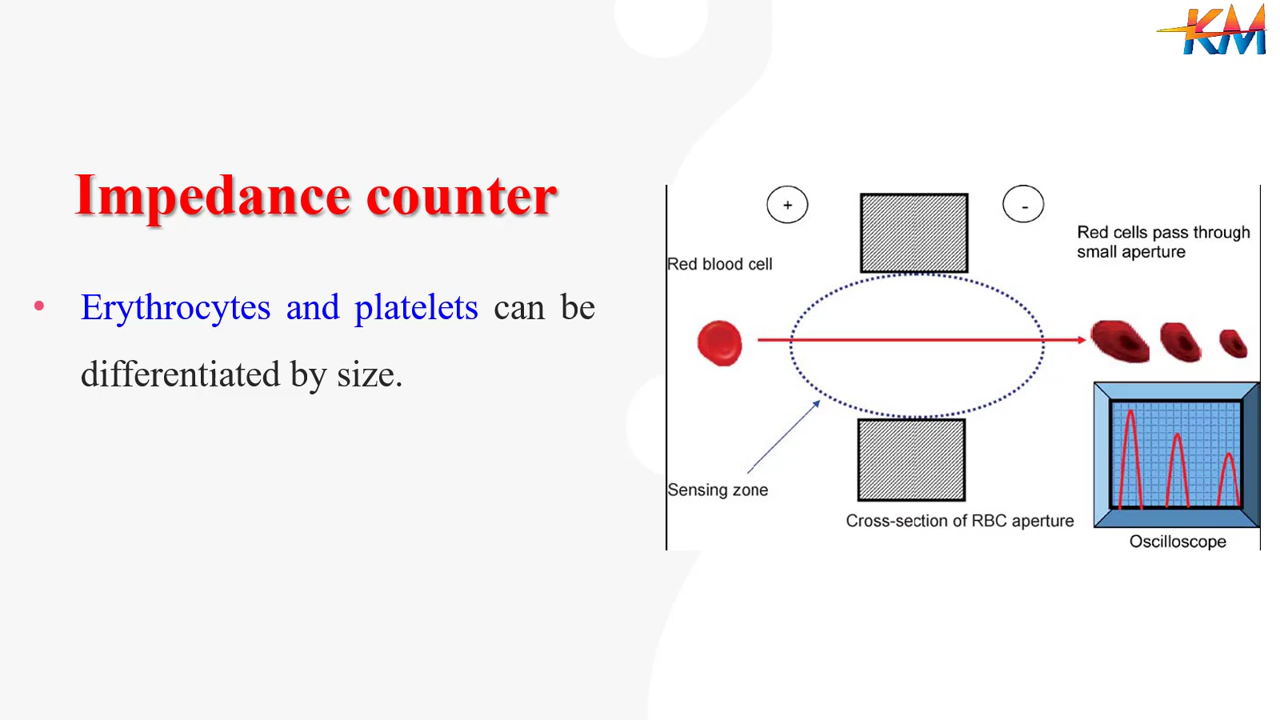 KM
Impedance counter
• Erythrocytes and platelets can be
differentiated by size.
+
-
Red cells pass through
small aperture
Red blood cell
Sensing zone
Cross-section of RBC aperture
Oscilloscope